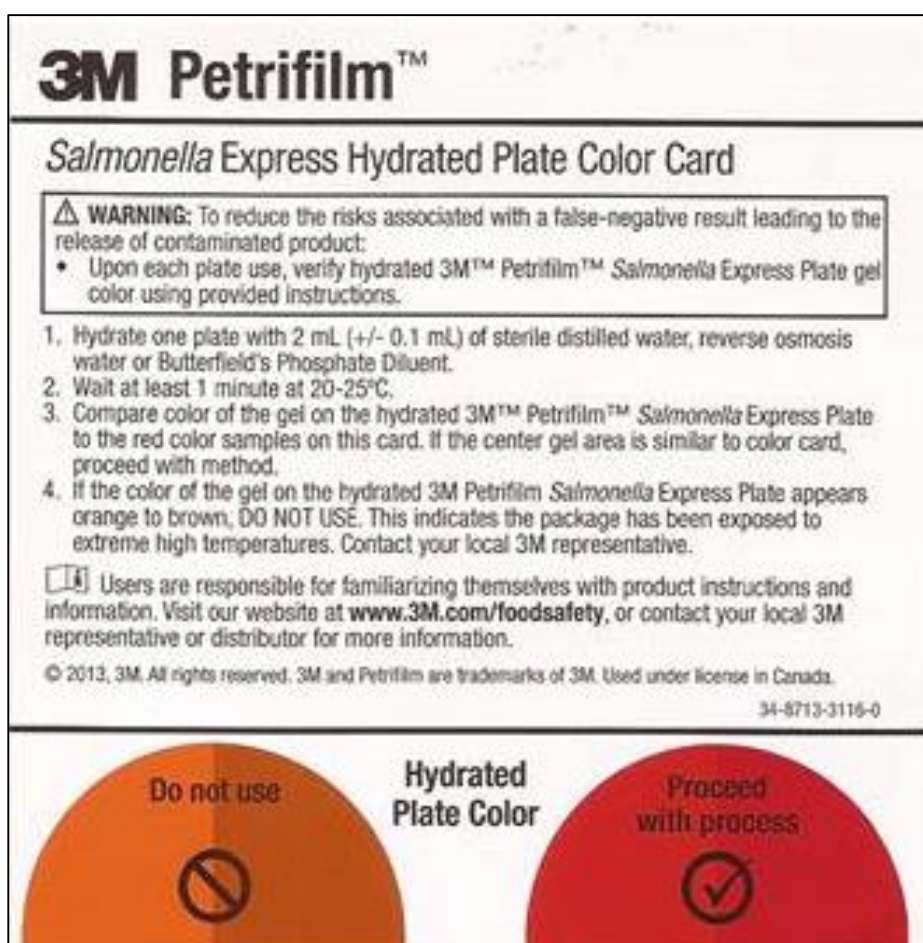 3M Petrifilm™
Salmonella Express Hydrated Plate Color Card
⚠ WARNING: To reduce the risks associated with a false-negative result leading to the
release of contaminated product:
• Upon each plate use, verify hydrated 3M™ Petrifilm™ Salmonella Express Plate gel
color using provided instructions.
1. Hydrate one plate with 2 mL (+/- 0.1 mL) of sterile distilled water, reverse osmosis
water or Butterfield's Phosphate Diluent.
2. Wait at least 1 minute at 20-25°C.
3. Compare color of the gel on the hydrated 3M™ Petrifilm™ Salmonella Express Plate
to the red color samples on this card. If the center gel area is similar to color card,
proceed with method.
4. If the color of the gel on the hydrated 3M Petrifilm Salmonella Express Plate appears
orange to brown, DO NOT USE. This indicates the package has been exposed to
extreme high temperatures. Contact your local 3M representative.
Users are responsible for familiarizing themselves with product instructions and
information. Visit our website at www.3M.com/foodsafety, or contact your local 3M
representative or distributor for more information.
© 2013, 3M. All rights reserved. 3M and Petrifilm are trademarks of 3M. Used under license in Canada.
34-8713-3116-0
Do not use
Hydrated
Plate Color
Proceed
with process